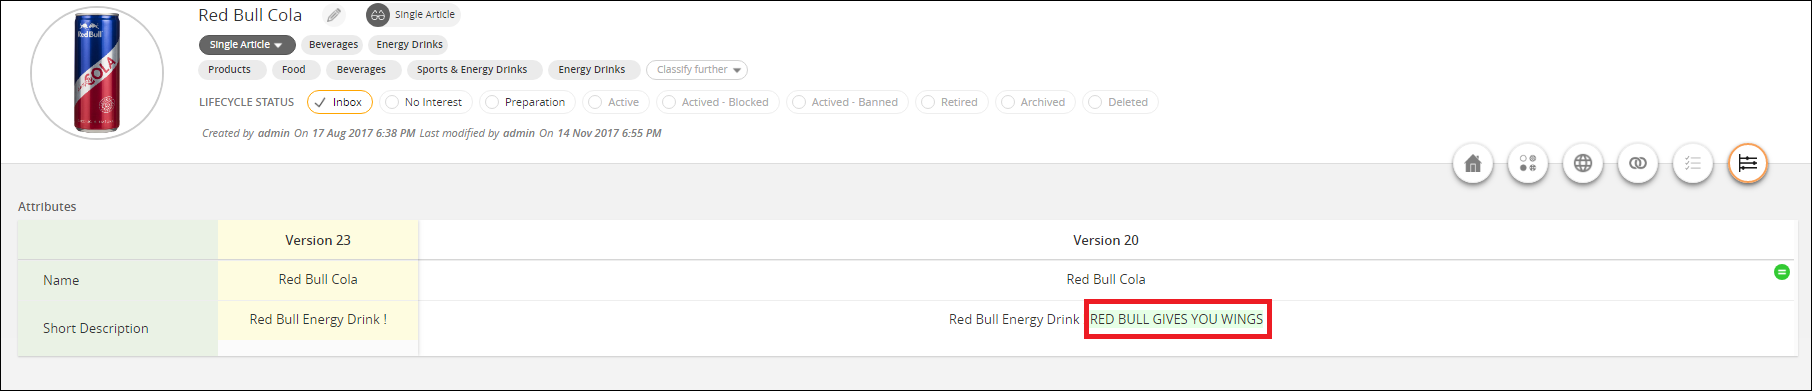 Red Bull Cola
Single Article
Single Article
Beverages
Energy Drinks
Products
Food
Beverages
Sports & Energy Drinks
Energy Drinks
Classify further
LIFECYCLE STATUS
Inbox
No Interest
Preparation
Active
Actived - Blocked
Actived - Banned
Retired
Archived
Deleted
Created by admin On 17 Aug 2017 6:38 PM Last modified by admin On 14 Nov 2017 6:55 PM
RedBull
COLA
Attributes
Version 23
Version 20
Name
Red Bull Cola
Red Bull Cola
Short Description
Red Bull Energy Drink !
Red Bull Energy Drink RED BULL GIVES YOU WINGS